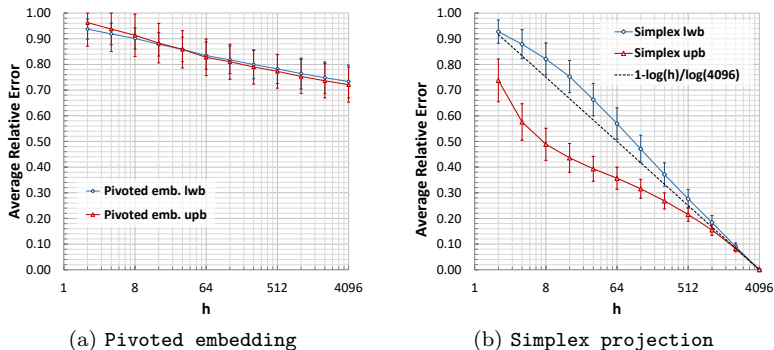 Average Relative Error
1.00
0.90
0.80
0.70
0.60
0.50
0.40
0.30
0.20
0.10
0.00
Pivoted emb. lwb
Pivoted emb. upb
1
8
64
512
4096
h
(a) Pivoted embedding
Average Relative Error
1.00
0.90
0.80
0.70
0.60
0.50
0.40
0.30
0.20
0.10
0.00
Simplex lwb
Simplex upb
1-log(h)/log(4096)
1
8
64
512
4096
h
(b) Simplex projection